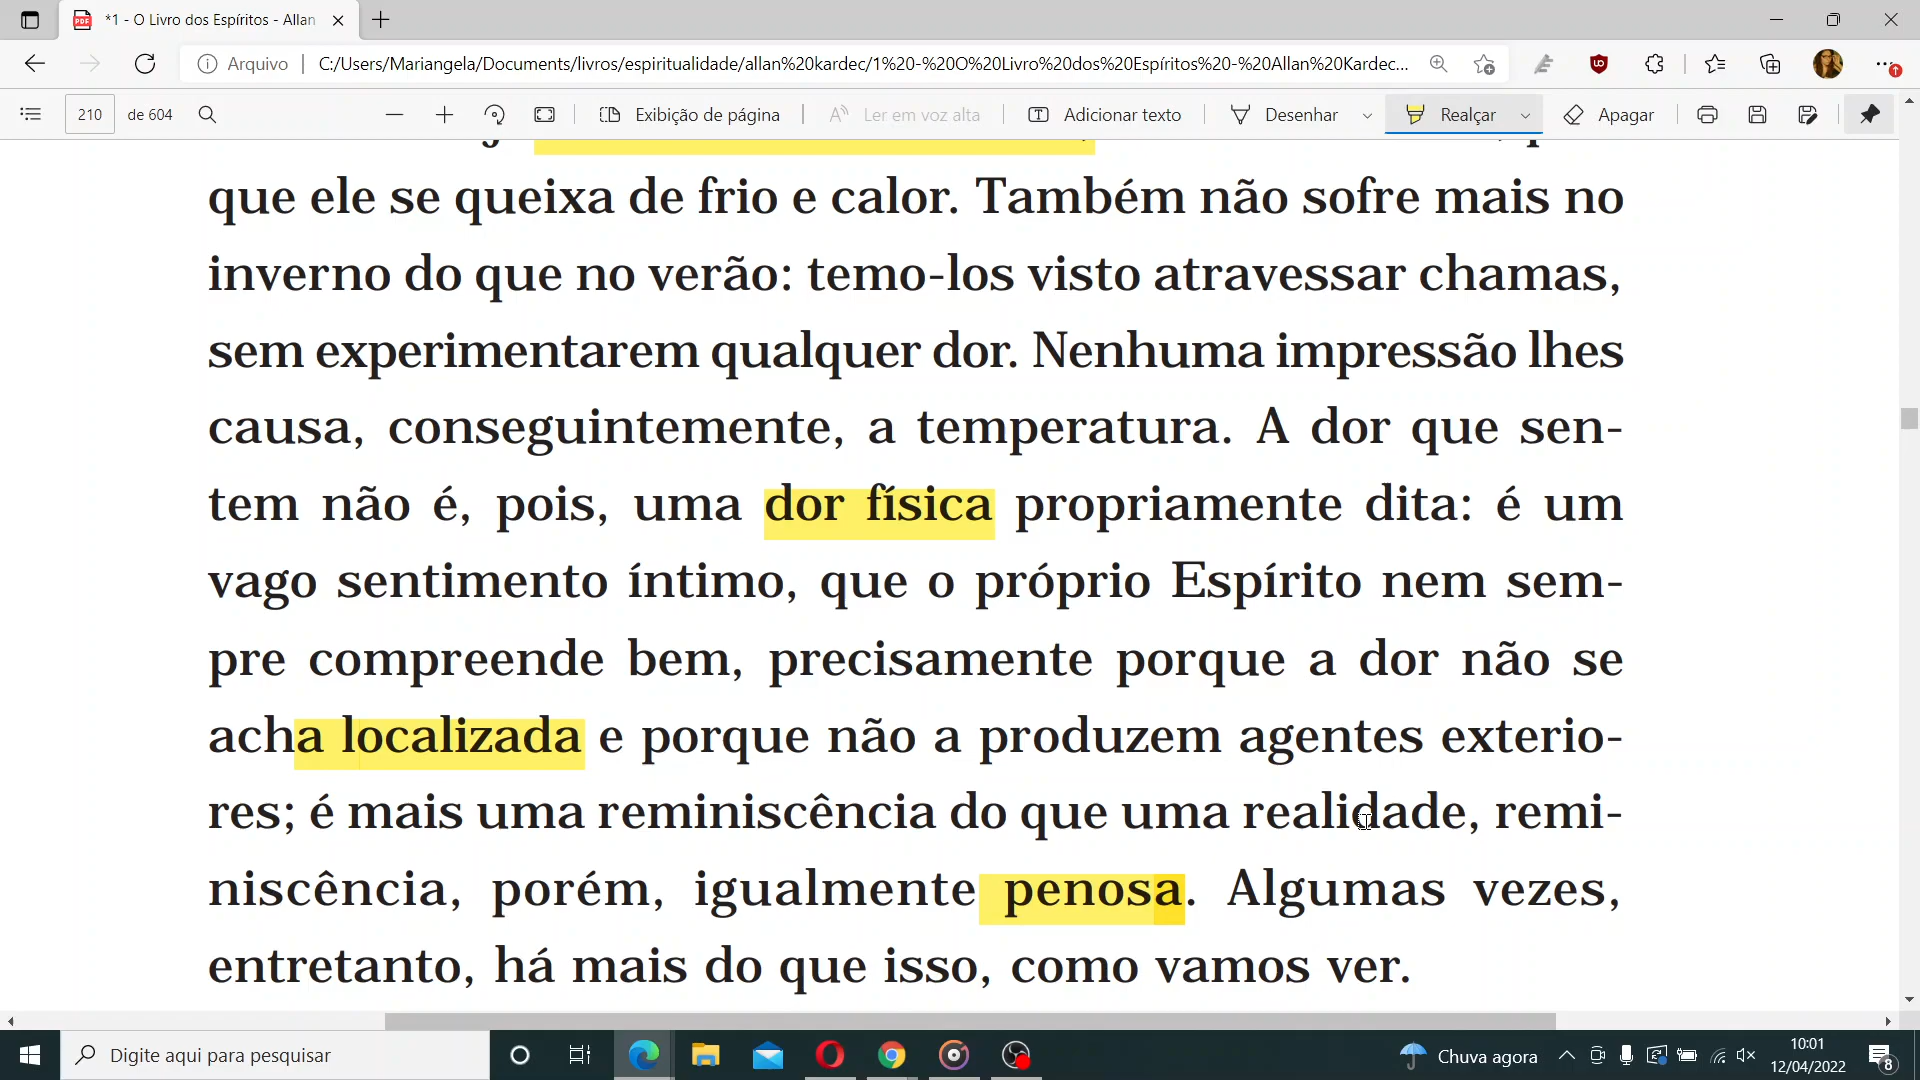 *1 - O Livro dos Espíritos - Allan
Arquivo
C:/Users/Mariangela/Documents/livros/espiritualidade/allan%20kardec/1%20-%20O%20Livro%20dos%20Espíritos%20-%20Allan%20Kardec...
210 de 604
Exibição de página
Ler em voz alta
Adicionar texto
Desenhar
Realçar
Apagar
que ele se queixa de frio e calor. Também não sofre mais no
inverno do que no verão: temo-los visto atravessar chamas,
sem experimentarem qualquer dor. Nenhuma impressão lhes
causa, conseguintemente, a temperatura. A dor que sen-
tem não é, pois, uma dor física propriamente dita: é um
vago sentimento íntimo, que o próprio Espírito nem sem-
pre compreende bem, precisamente porque a dor não se
acha localizada e porque não a produzem agentes exterio-
res; é mais uma reminiscência do que uma realidade, remi-
niscência, porém, igualmente penosa. Algumas vezes,
entretanto, há mais do que isso, como vamos ver.
Digite aqui para pesquisar
Chuva agora
10:01
12/04/2022
8